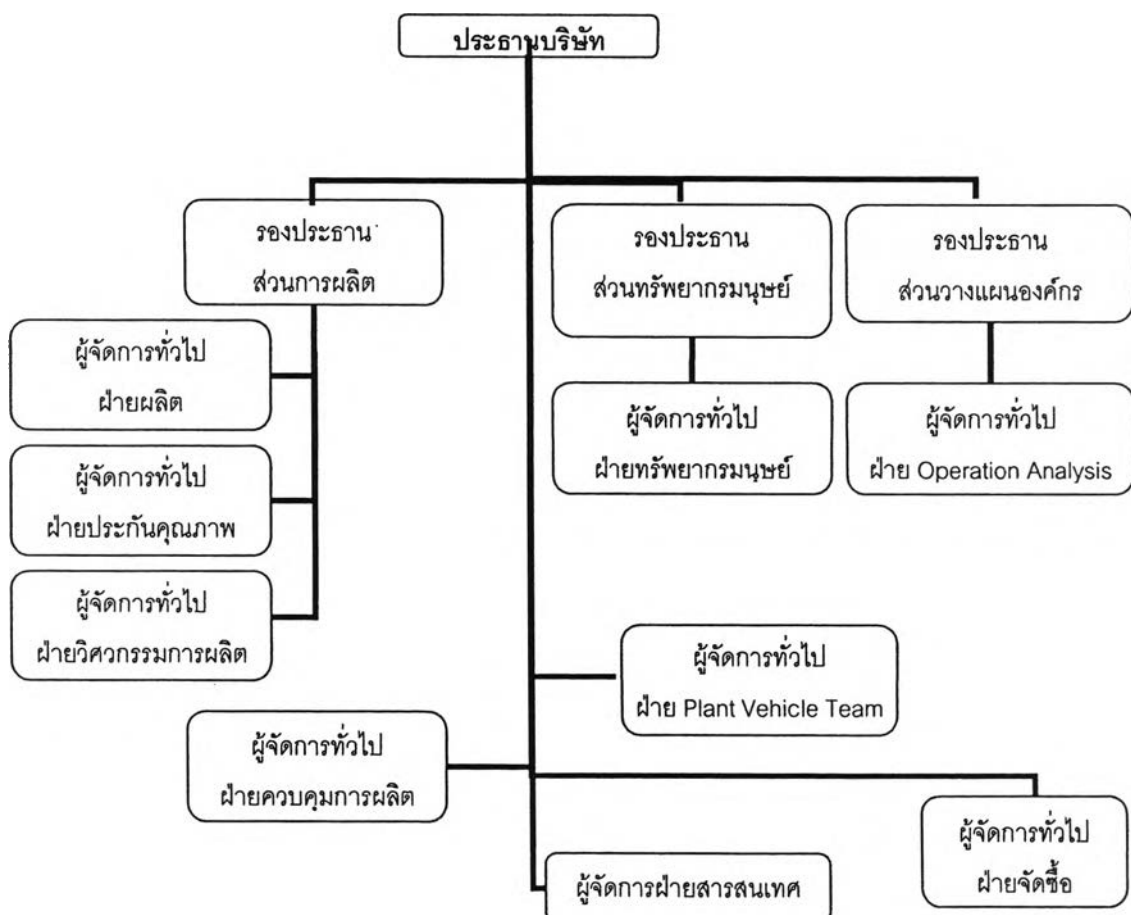 ประธานบริษัท
รองประธาน
ส่วนการผลิต
รองประธาน
ส่วนทรัพยากรมนุษย์
รองประธาน
ส่วนวางแผนองค์กร
ผู้จัดการทั่วไป
ฝ่ายผลิต
ผู้จัดการทั่วไป
ฝ่ายทรัพยากรมนุษย์
ผู้จัดการทั่วไป
ฝ่าย Operation Analysis
ผู้จัดการทั่วไป
ฝ่ายประกันคุณภาพ
ผู้จัดการทั่วไป
ฝ่ายวิศวกรรมการผลิต
ผู้จัดการทั่วไป
ฝ่าย Plant Vehicle Team
ผู้จัดการทั่วไป
ฝ่ายควบคุมการผลิต
ผู้จัดการทั่วไป
ฝ่ายจัดซื้อ
ผู้จัดการฝ่ายสารสนเทศ